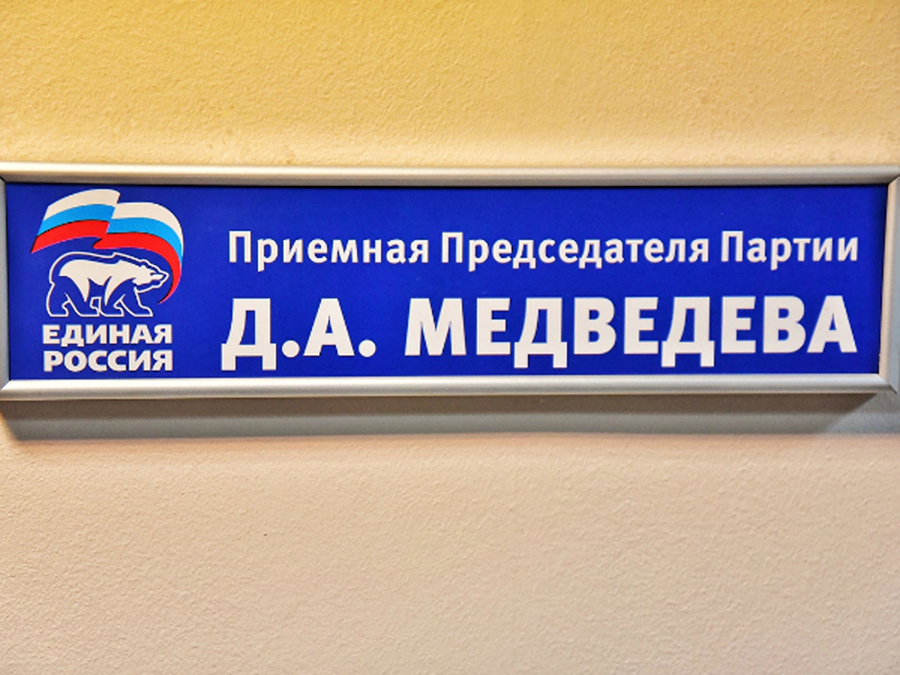 Приемная Председателя Партии
Д.А. МЕДВЕДЕВА
ЕДИНАЯ
РОССИЯ